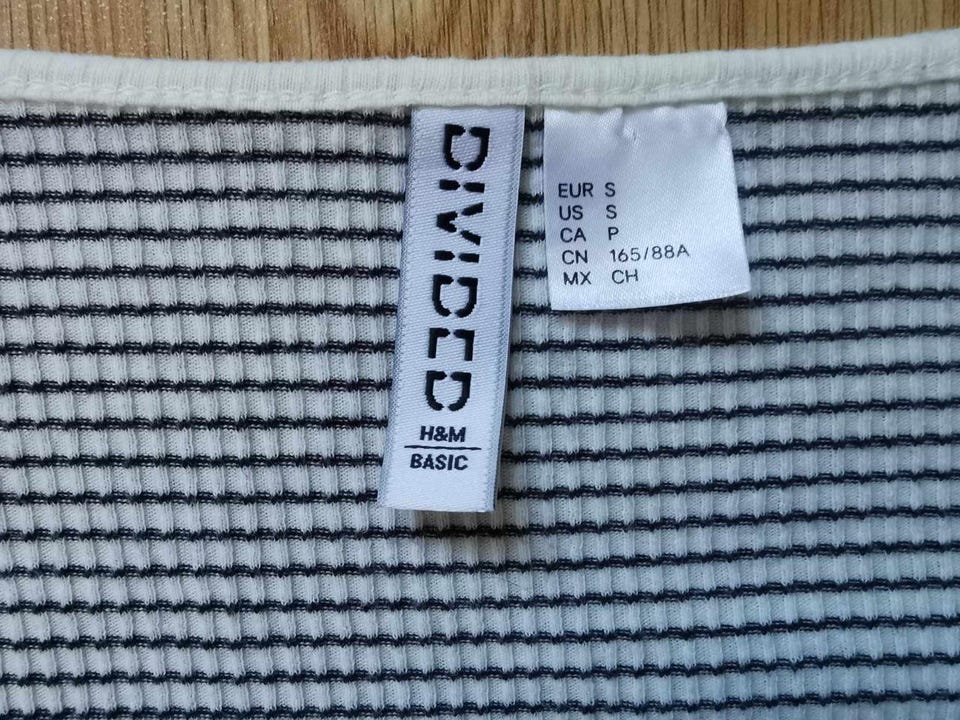 DIVIDED
H&M
BASIC
EUR S
US S
CA P
CN 165/88A
MX CH